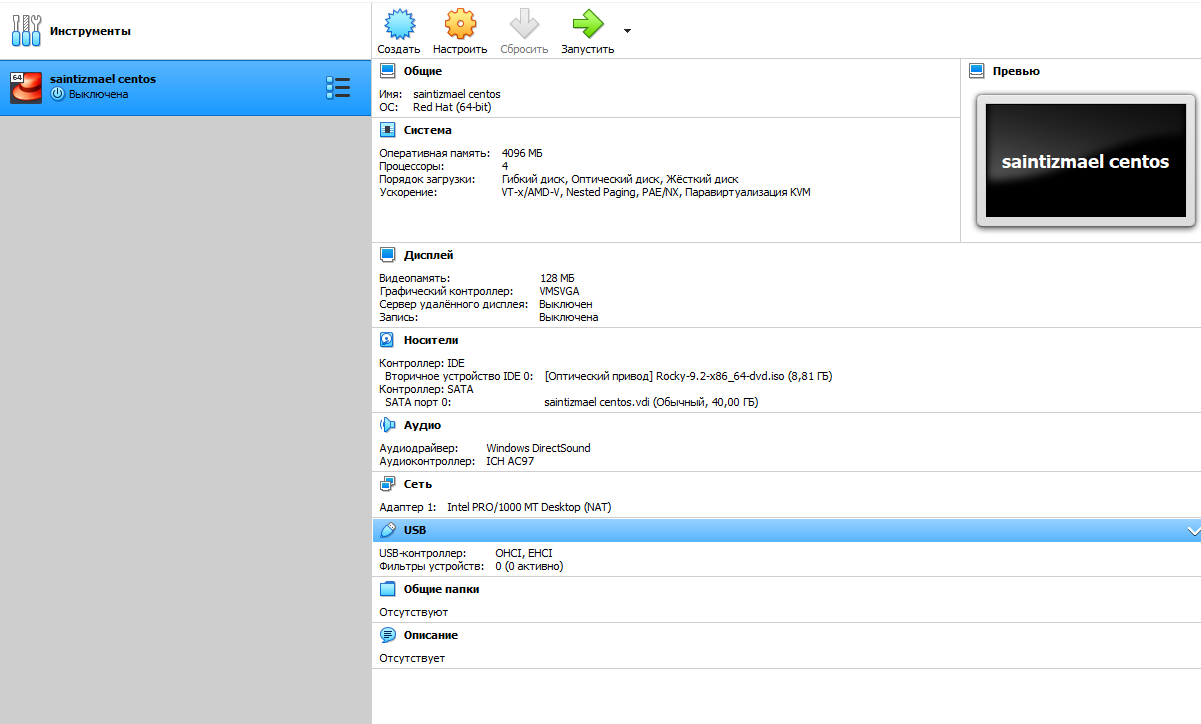 Инструменты
64
saintizmael centos
Выключена
Создать Настроить Сбросить Запустить
Общие
Имя: saintizmael centos
ОС: Red Hat (64-bit)
Превью
saintizmael centos
Система
Оперативная память: 4096 МБ
Процессоры: 4
Порядок загрузки: Гибкий диск, Оптический диск, Жёсткий диск
Ускорение: VT-x/AMD-V, Nested Paging, PAE/NX, Паравиртуализация KVM
Дисплей
Видеопамять: 128 МБ
Графический контроллер: VMSVGA
Сервер удалённого дисплея: Выключен
Запись: Выключена
Носители
Контроллер: IDE
Вторичное устройство IDE 0: [Оптический привод] Rocky-9.2-x86_64-dvd.iso (8,81 ГБ)
Контроллер: SATA
SATA порт 0: saintizmael centos.vdi (Обычный, 40,00 ГБ)
Аудио
Аудиодрайвер: Windows DirectSound
Аудиоконтроллер: ICH AC97
Сеть
Адаптер 1: Intel PRO/1000 MT Desktop (NAT)
USB
USB-контроллер: OHCI, EHCI
Фильтры устройств: 0 (0 активно)
Общие папки
Отсутствуют
Описание
Отсутствует